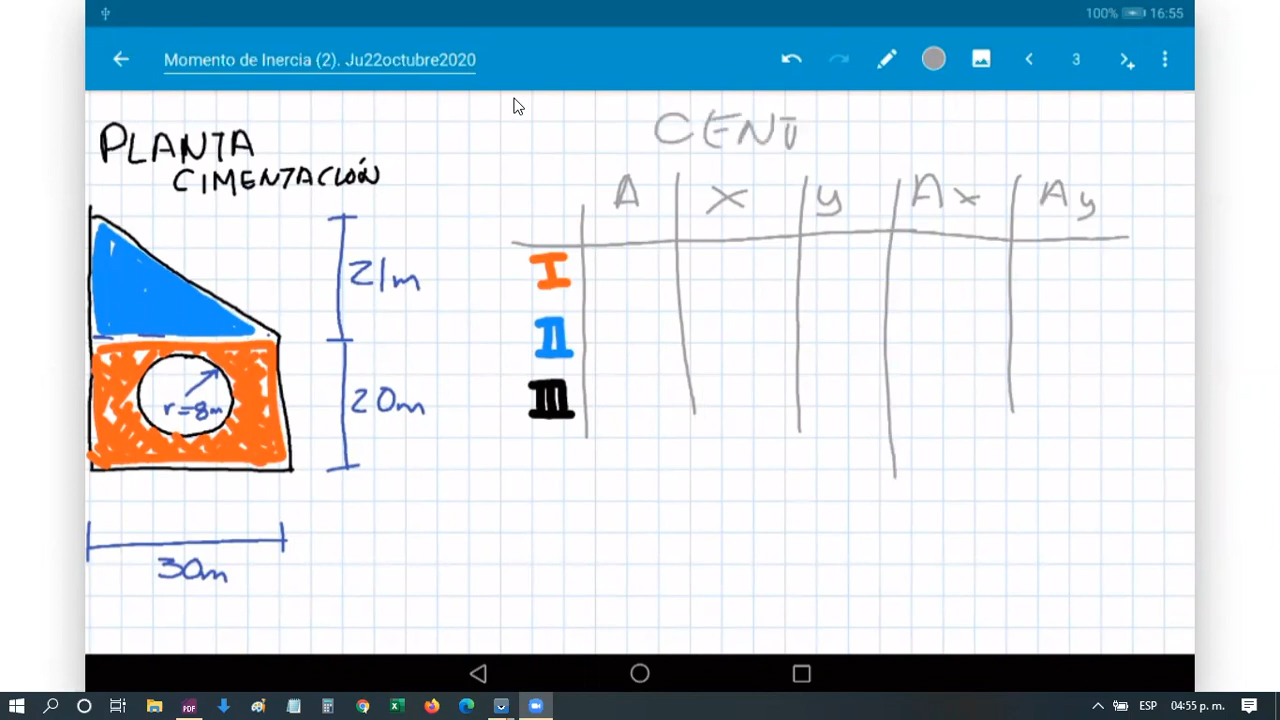 100% 16:55
Momento de Inercia (2). Ju22octubre2020
3
PLANTA
CIMENTACIÓN
21m
20m
r=8m
30m
CENT
A X y Ax Ay
I
II
III
ESP 04:55 p. m.